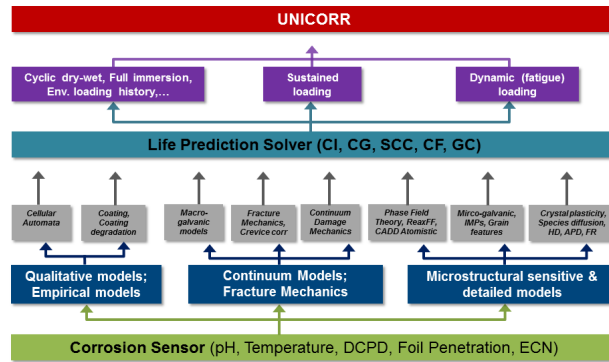 UNICORR
Cyclic dry-wet, Full immersion,
Env. loading history,...
Sustained
loading
Dynamic (fatigue)
loading
Life Prediction Solver (CI, CG, SCC, CF, GC)
Cellular
Automata
Coating,
Coating
degradation
Macro-
galvanic
models
Fracture
Mechanics,
Crevice corr
Continuum
Damage
Mechanics
Phase Field
Theory, ReaxFF,
CADD Atomistic
Mirco-galvanic,
IMPs, Grain
features
Crystal plasticity,
Species diffusion,
HD, APD, FR
Qualitative models;
Empirical models
Continuum Models;
Fracture Mechanics
Microstructural sensitive &
detailed models
Corrosion Sensor (pH, Temperature, DCPD, Foil Penetration, ECN)